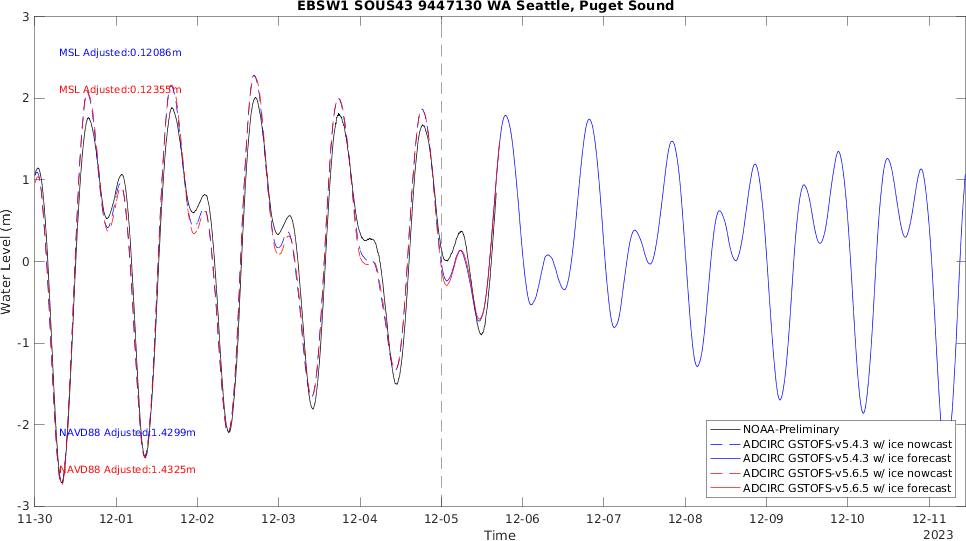 EBSW1 SOUS43 9447130 WA Seattle, Puget Sound
3
2
1
0
-1
-2
-3
Water Level (m)
MSL Adjusted:0.12086m
MSL Adjusted:0.12355m
NAVD88 Adjusted:1.4299m
NAVD88 Adjusted:1.4325m
NOAA-Preliminary
ADCIRC GSTOFS-v5.4.3 w/ ice nowcast
ADCIRC GSTOFS-v5.4.3 w/ ice forecast
ADCIRC GSTOFS-v5.6.5 w/ ice nowcast
ADCIRC GSTOFS-v5.6.5 w/ ice forecast
11-30 12-01 12-02 12-03 12-04 12-05 12-06 12-07 12-08 12-09 12-10 12-11
2023
Time